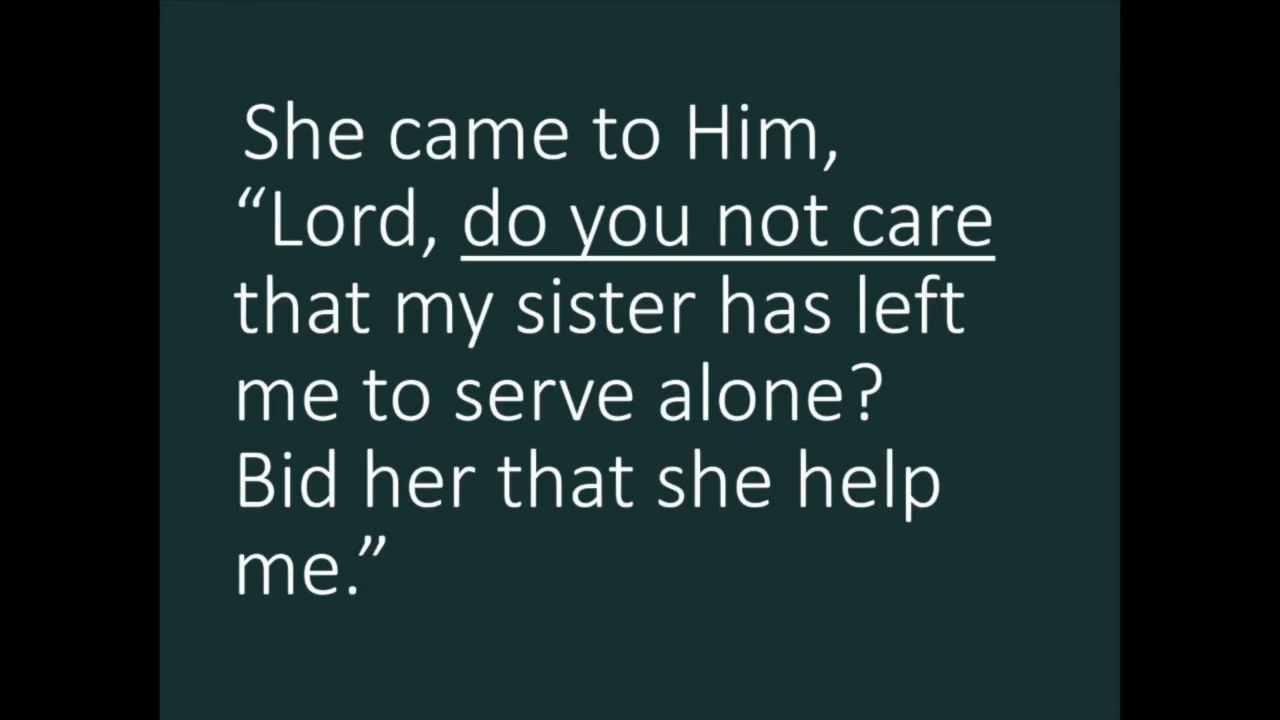 She came to Him,
“Lord, do you not care
that my sister has left
me to serve alone?
Bid her that she help
me.”